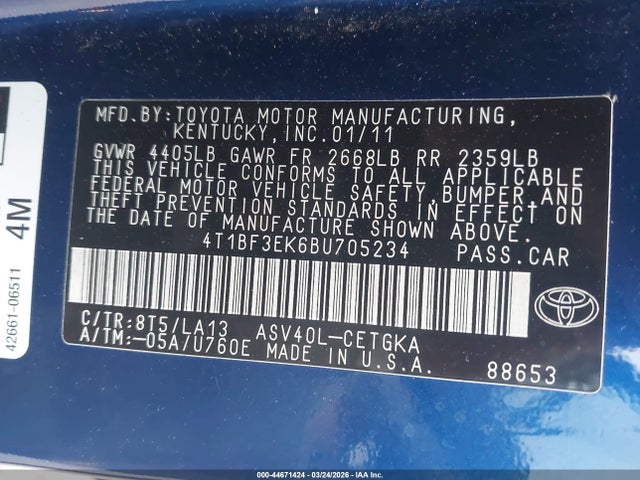 MFD.BY:TOYOTA MOTOR MANUFACTURING,
KENTUCKY,INC.01/11
GVWR 4405LB GAWR FR 2668LB RR 2359LB
THIS VEHICLE CONFORMS TO ALL APPLICABLE
FEDERAL MOTOR VEHICLE SAFETY,BUMPER,AND
THEFT PREVENTION STANDARDS IN EFFECT ON
THE DATE OF MANUFACTURE SHOWN ABOVE.
4T1BF3EK6BU705234 PASS.CAR
C/TR:8T5/LA13 ASV40L-CETGKA
A/TM:-05A/U760E MADE IN U.S.A.
88653
TOYOTA
4M
42661-06511
000-44671424 - 03/24/2026 - IAA Inc.